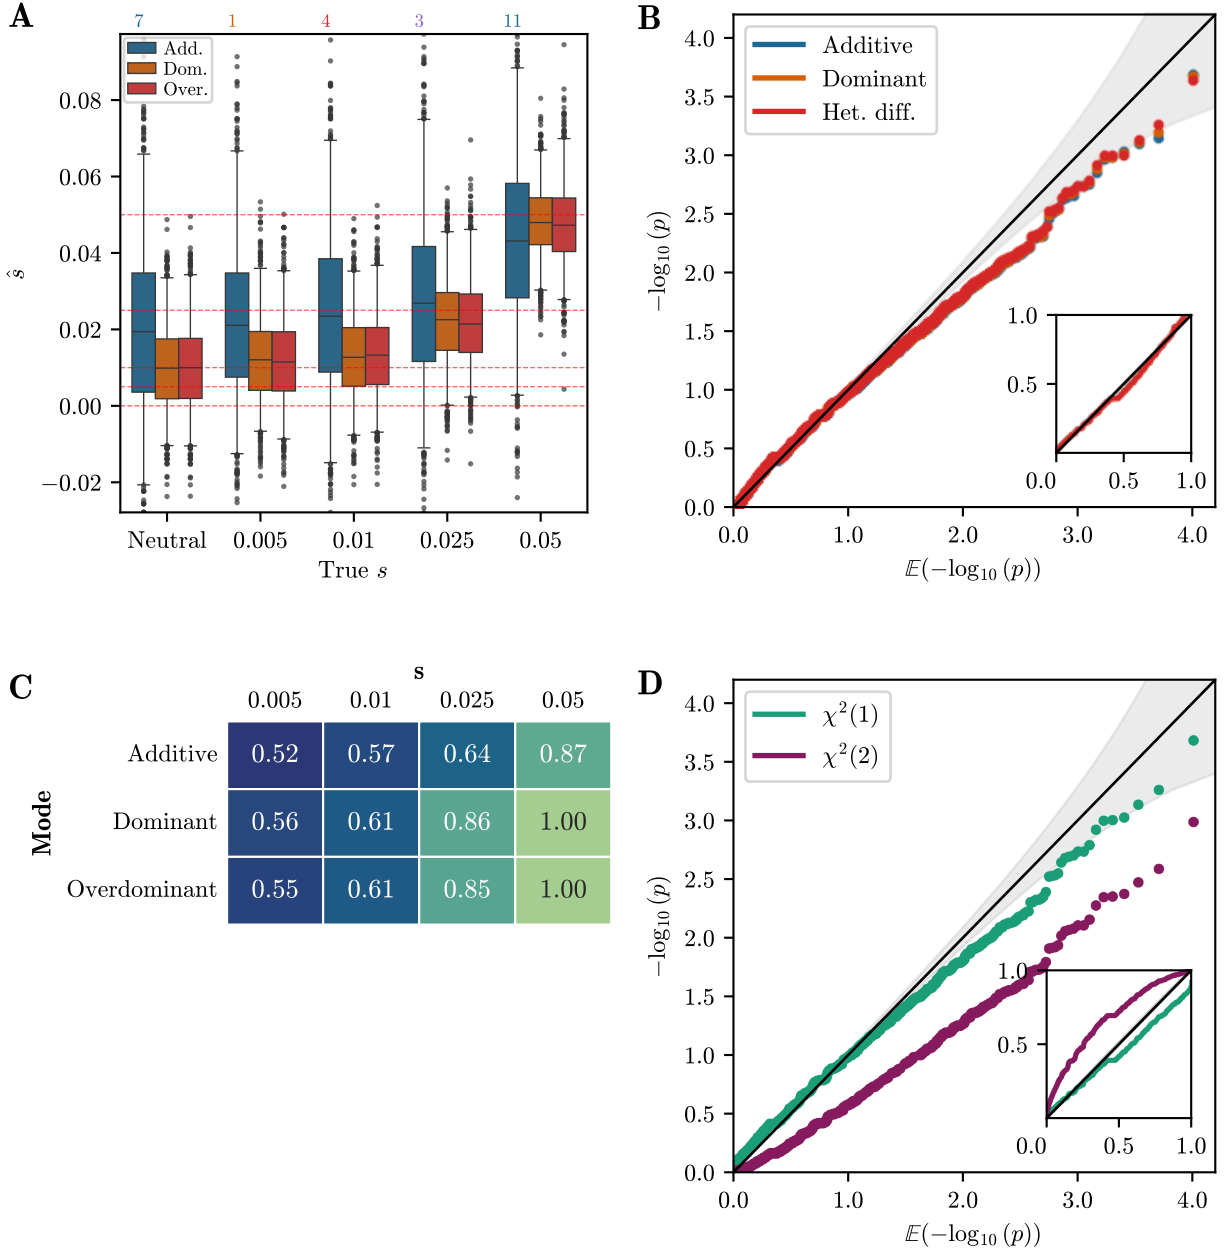 A
7 1 4 3 11
Add.
Dom.
Over.
0.08
0.06
0.04
0.02
0.00
−0.02
ŝ
Neutral 0.005 0.01 0.025 0.05
True s
B
4.0
3.5
3.0
2.5
2.0
1.5
1.0
0.5
0.0
−log₁₀ (p)
Additive
Dominant
Het. diff.
1.0
0.5
0.0 0.5 1.0
0.0 1.0 2.0 3.0 4.0
𝔼(−log₁₀ (p))
C
s
0.005 0.01 0.025 0.05
Mode
Additive 0.52 0.57 0.64 0.87
Dominant 0.56 0.61 0.86 1.00
Overdominant 0.55 0.61 0.85 1.00
D
4.0
3.5
3.0
2.5
2.0
1.5
1.0
0.5
0.0
−log₁₀ (p)
χ²(1)
χ²(2)
1.0
0.5
0.0 0.5 1.0
0.0 1.0 2.0 3.0 4.0
𝔼(−log₁₀ (p))